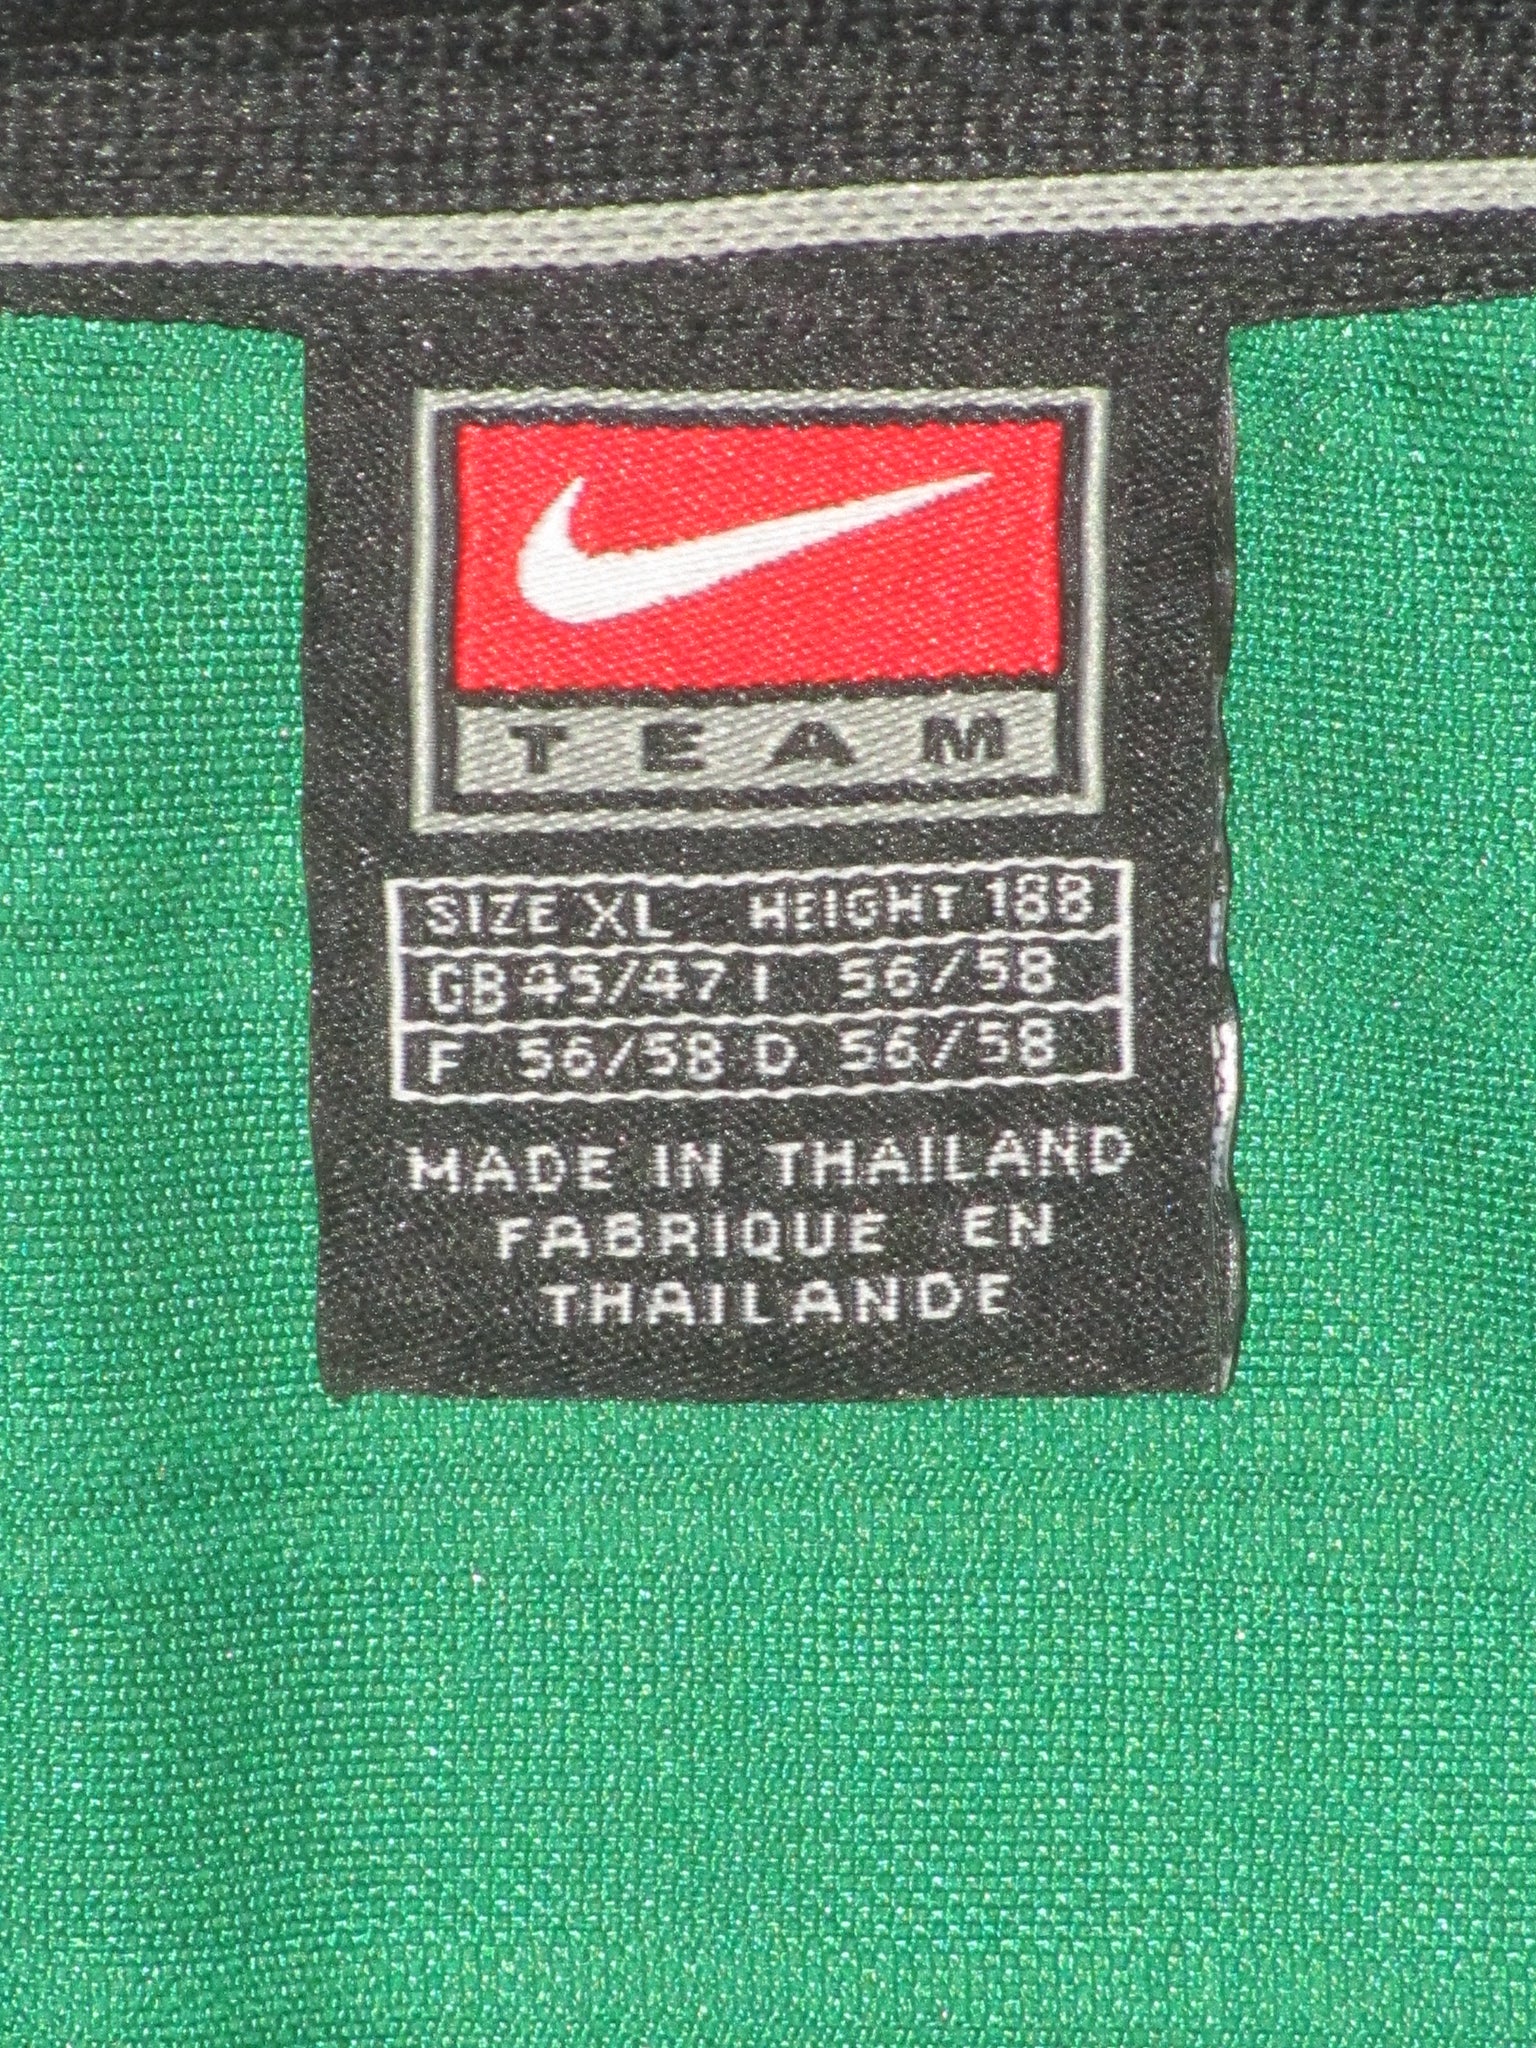 TEAM
SIZE XL HEIGHT 188
GB 45/47 I 56/58
F 56/58 D 56/58
MADE IN THAILAND
FABRIQUE EN
THAILANDE